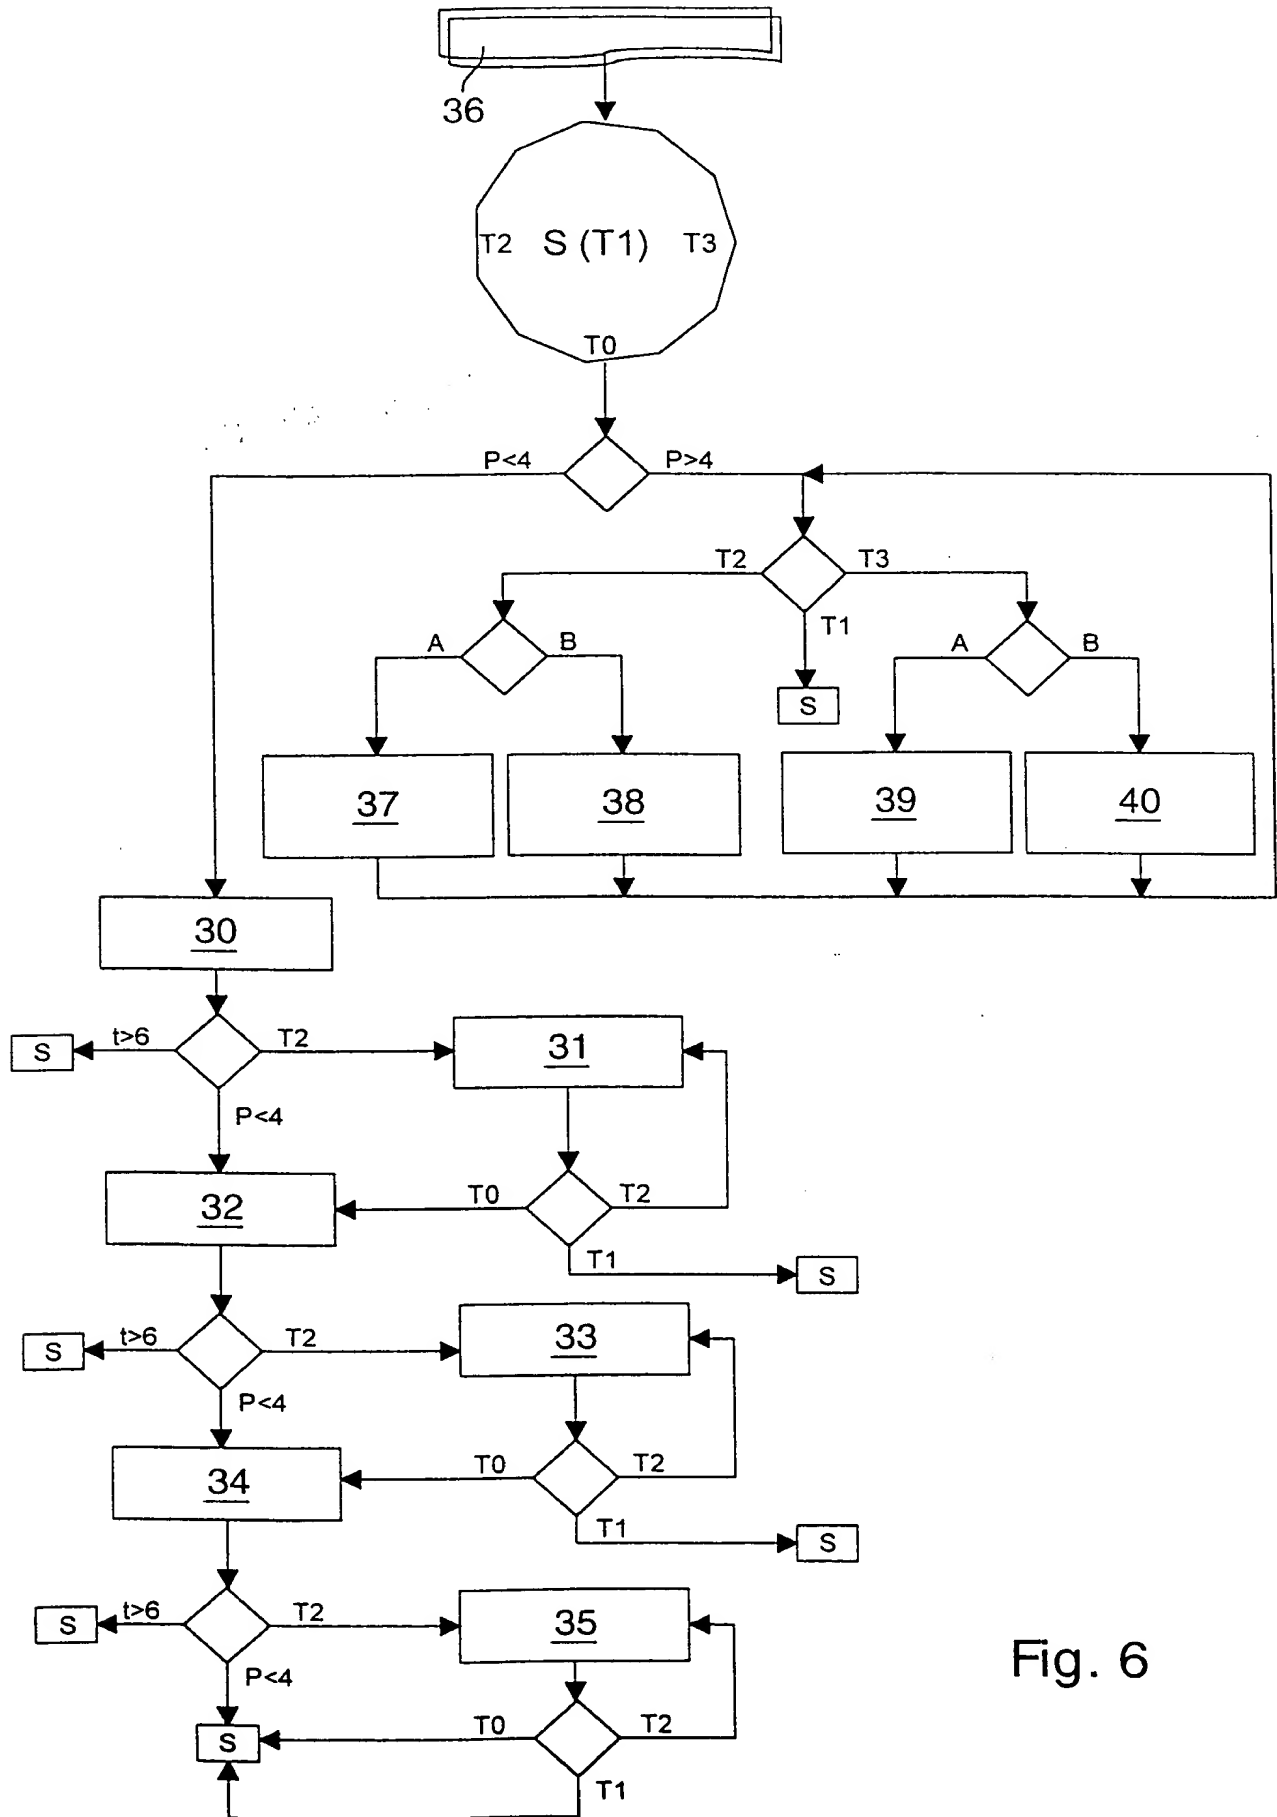 36
T2 S (T1) T3
T0
P<4 P>4
T2 T3
T1
A B A B
S
37 38 39 40
30
S t>6 T2 31
P<4
32 T0 T2
T1 S
S t>6 T2 33
P<4
34 T0 T2
T1 S
S t>6 T2 35
P<4
S T0 T2
T1
Fig. 6